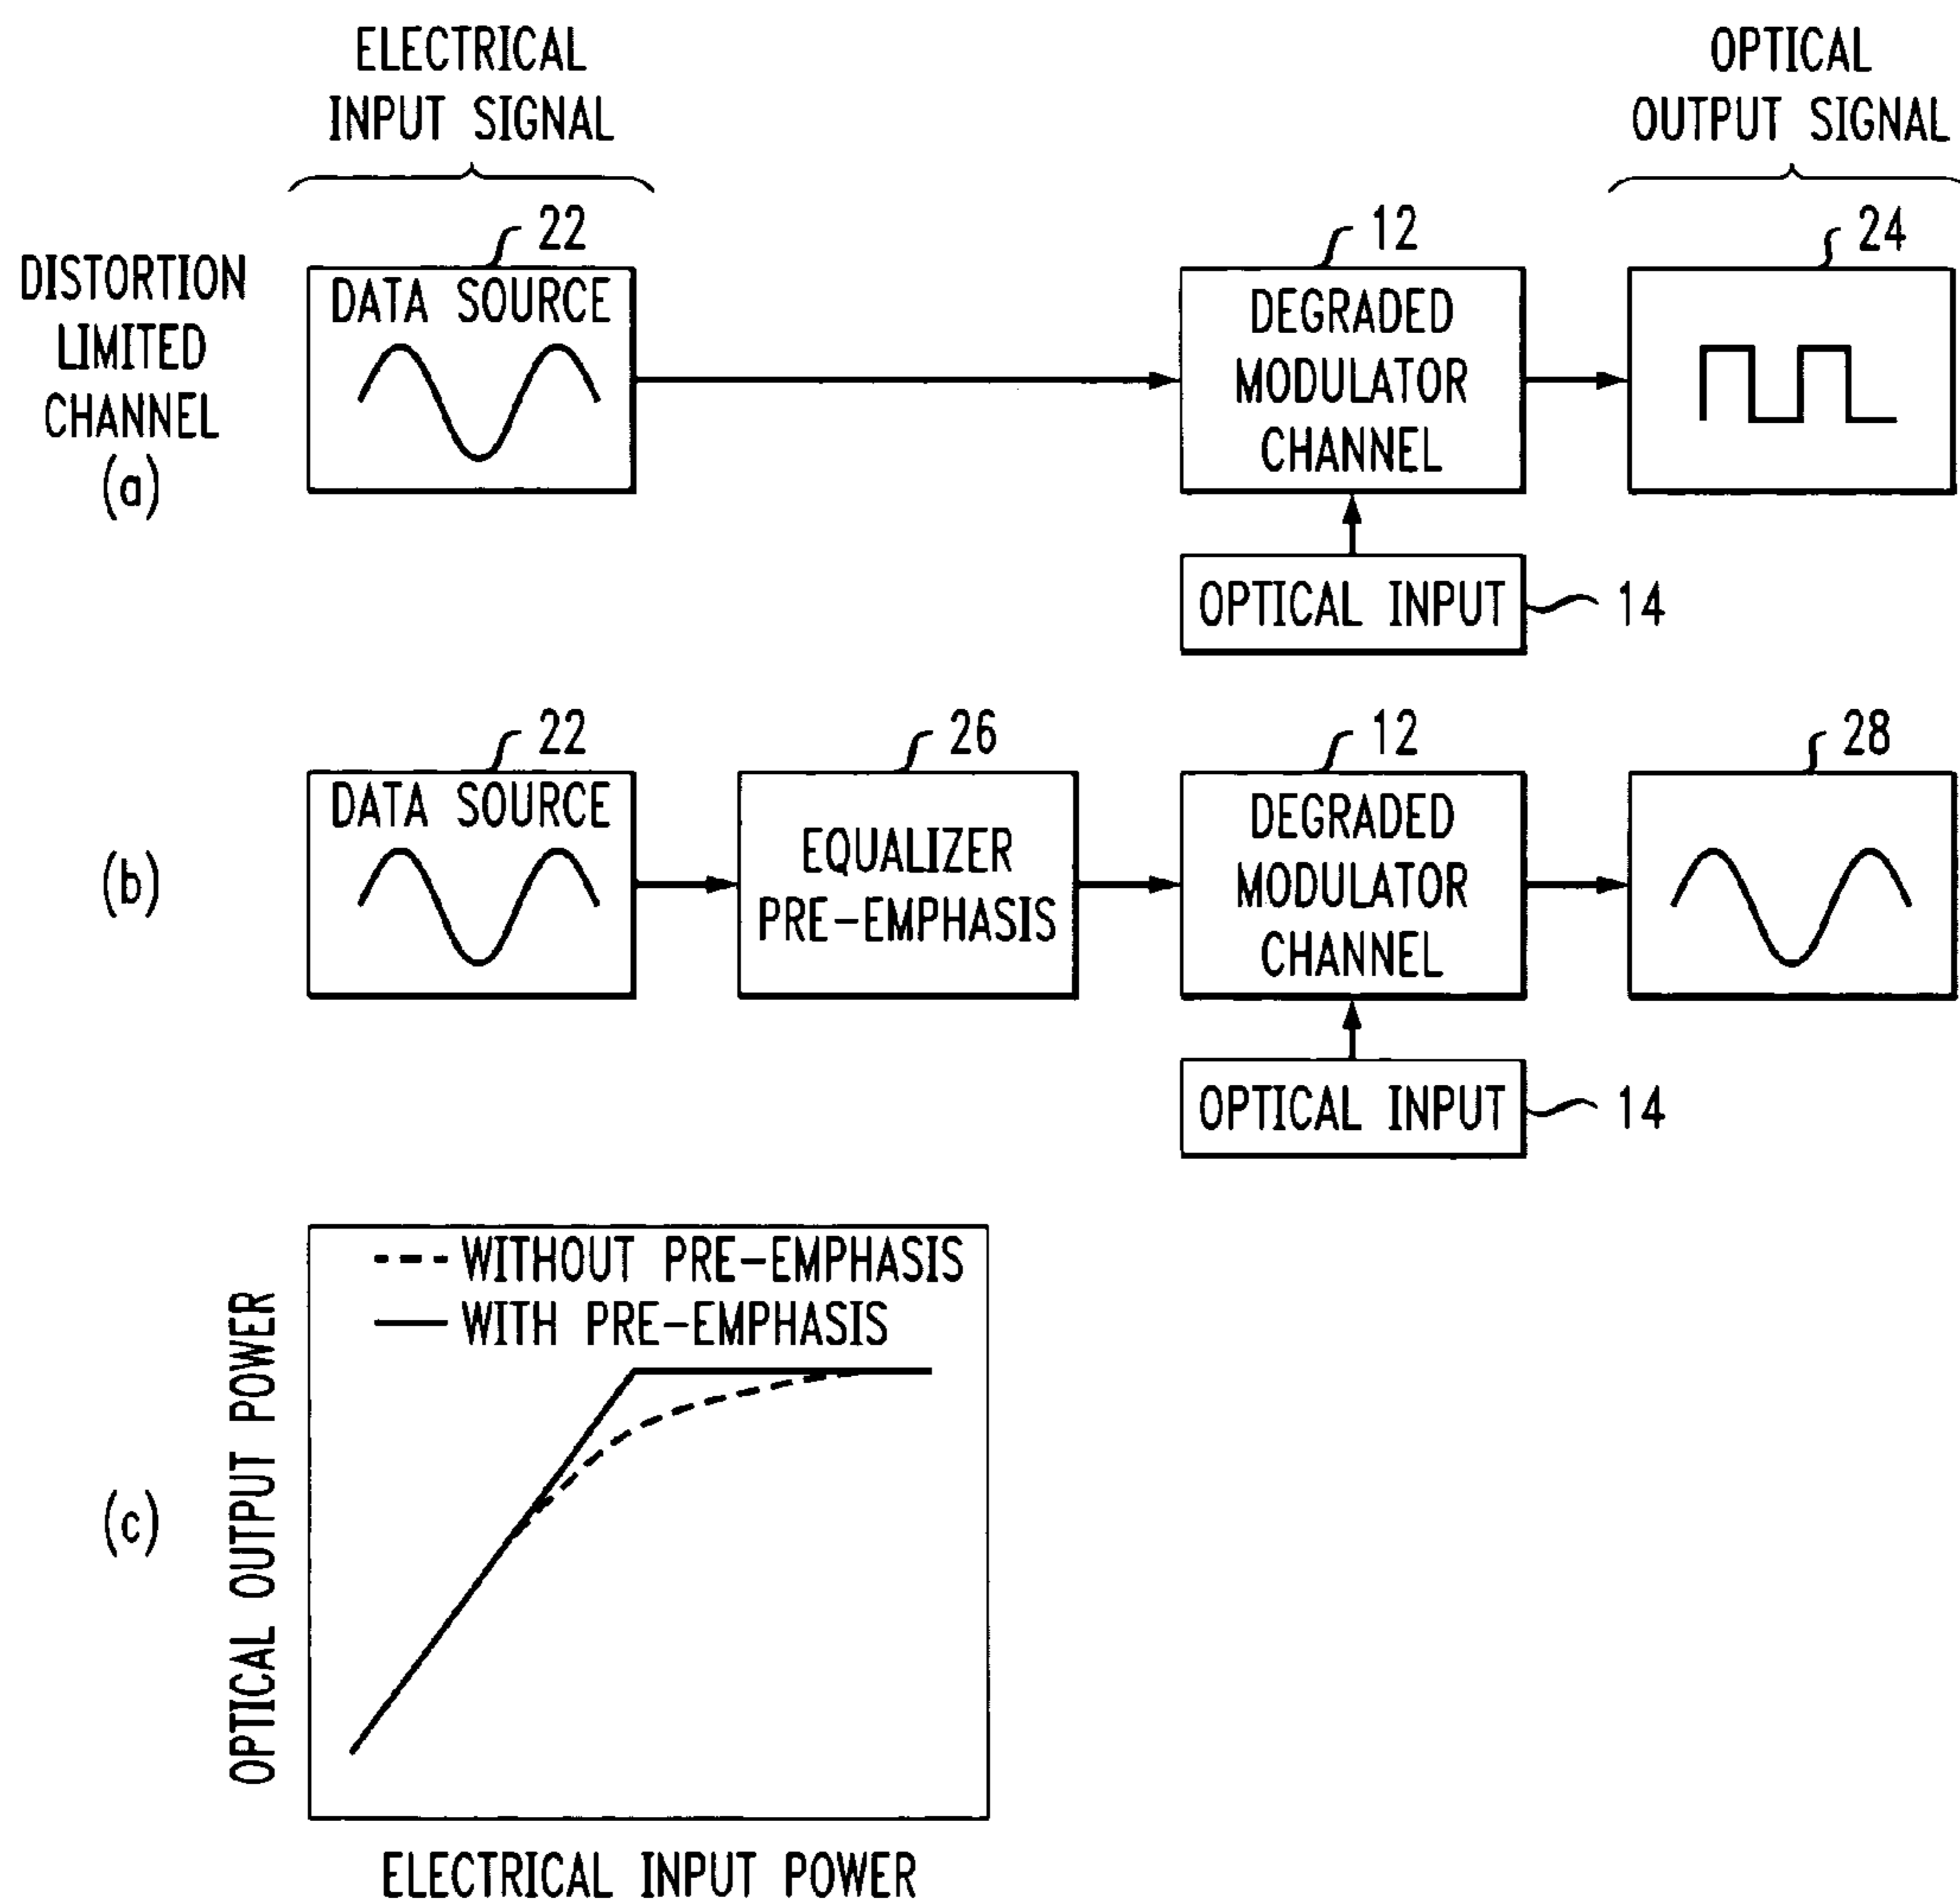 ELECTRICAL
INPUT SIGNAL
OPTICAL
OUTPUT SIGNAL
DISTORTION
LIMITED
CHANNEL
(a)
22
DATA SOURCE
12
DEGRADED
MODULATOR
CHANNEL
24
OPTICAL INPUT
14
(b)
22
DATA SOURCE
26
EQUALIZER
PRE-EMPHASIS
12
DEGRADED
MODULATOR
CHANNEL
28
OPTICAL INPUT
14
(c)
OPTICAL OUTPUT POWER
WITHOUT PRE-EMPHASIS
WITH PRE-EMPHASIS
ELECTRICAL INPUT POWER